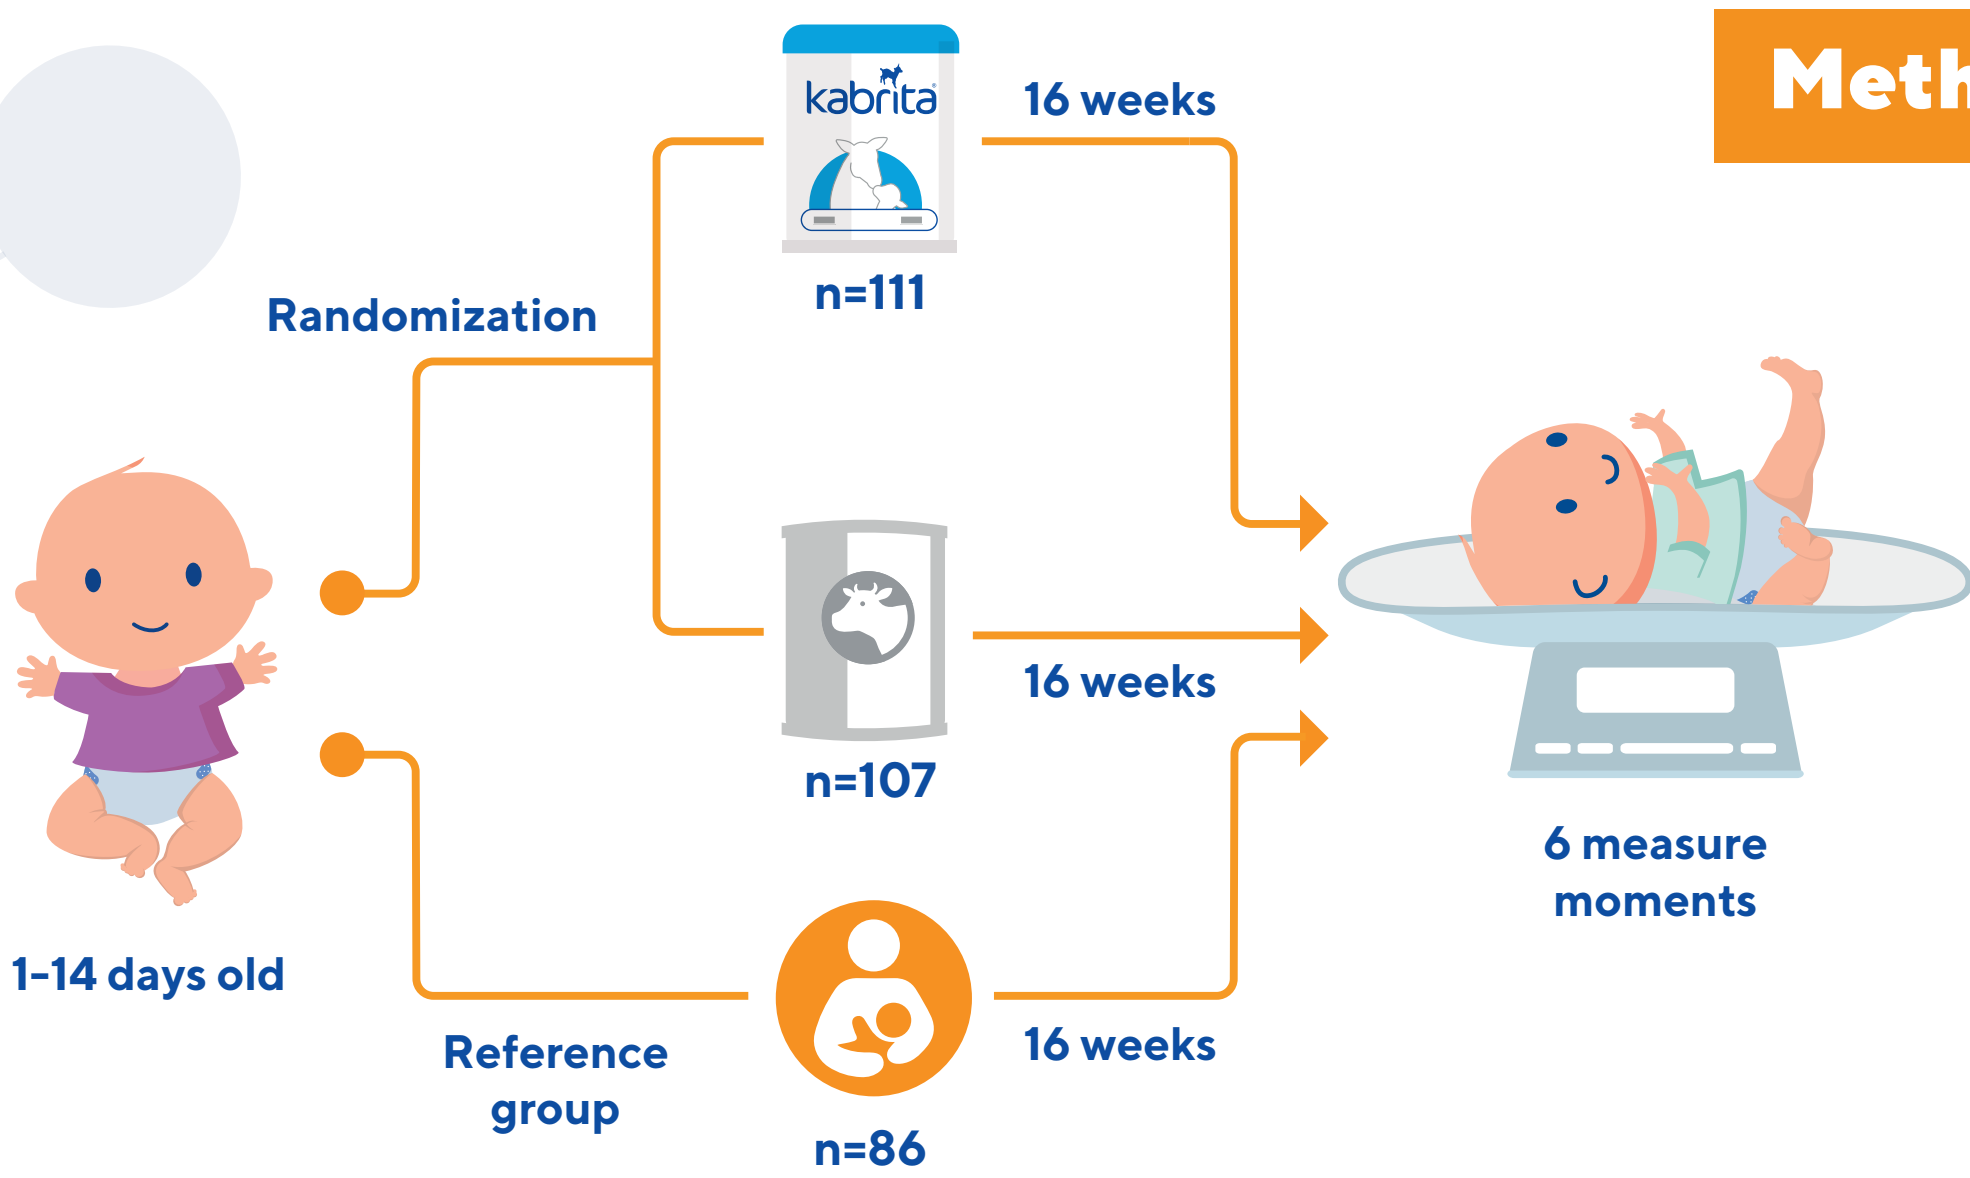 Meth
kabrita
16 weeks
n=111
Randomization
16 weeks
n=107
6 measure
moments
1-14 days old
Reference
group
16 weeks
n=86